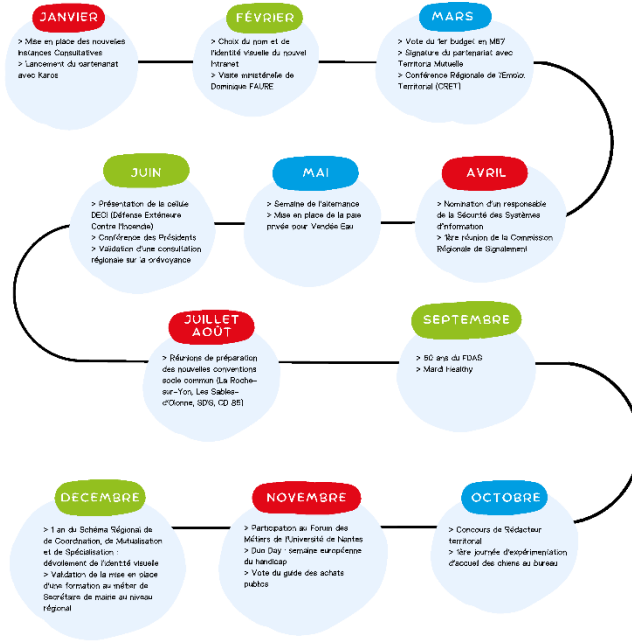 JANVIER
> Mise en place des nouvelles
Instances Consultatives
> Lancement du partenariat
avec Karos
FÉVRIER
> Choix du nom et de
l'identité visuelle du nouvel
Intranet
> Visite ministérielle de
Dominique FAURE
MARS
> Vote du 1er budget en M57
> Signature du partenariat avec
Territoria Mutuelle
> Conférence Régionale de l'Emploi
Territorial (CRET)
JUIN
> Présentation de la cellule
DECI (Défense Extérieure
Contre l'Incendie)
> Conférence des Présidents
> Validation d'une consultation
régionale sur la prévoyance
MAI
> Semaine de l'alternance
> Mise en place de la paie
privée pour Vendée Eau
AVRIL
> Nomination d'un responsable
de la Sécurité des Systèmes
d'Information
> 1ère réunion de la Commission
Régionale de Signalement
JUILLET
AOÛT
> Réunions de préparation
des nouvelles conventions
socle commun (La Roche-
sur-Yon, Les Sables-
d'Olonne, SDIS, CD 85)
SEPTEMBRE
> 50 ans du FDAS
> Mardi Healthy
DECEMBRE
> 1 an du Schéma Régional de
de Coordination, de Mutualisation
et de Spécialisation :
dévoilement de l'identité visuelle
> Validation de la mise en place
d'une formation au métier de
Secrétaire de mairie au niveau
régional
NOVEMBRE
> Participation au Forum des
Métiers de l'Université de Nantes
> Duo Day : semaine européenne
du handicap
> Vote du guide des achats
publics
OCTOBRE
> Concours de Rédacteur
territorial
> 1ère journée d'expérimentation
d'accueil des chiens au bureau